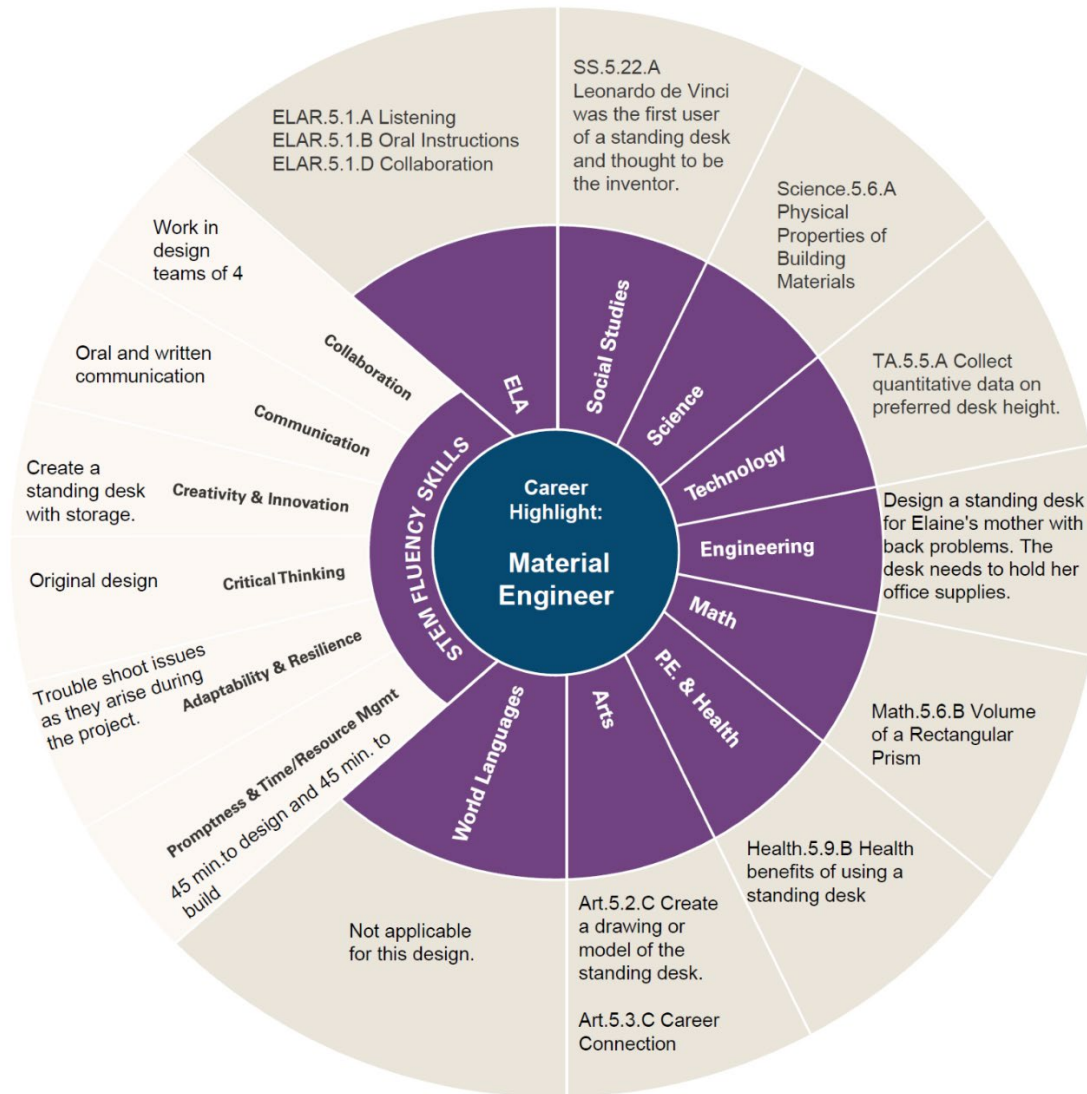 Career
Highlight:
Material
Engineer
ELA
ELAR.5.1.A Listening
ELAR.5.1.B Oral Instructions
ELAR.5.1.D Collaboration
Social Studies
SS.5.22.A
Leonardo de Vinci
was the first user
of a standing desk
and thought to be
the inventor.
Science
Science.5.6.A
Physical
Properties of
Building
Materials
Technology
TA.5.5.A Collect
quantitative data on
preferred desk height.
Engineering
Design a standing desk
for Elaine's mother with
back problems. The
desk needs to hold her
office supplies.
Math
Math.5.6.B Volume
of a Rectangular
Prism
P.E. & Health
Health.5.9.B Health
benefits of using a
standing desk
Arts
Art.5.2.C Create
a drawing or
model of the
standing desk.
Art.5.3.C Career
Connection
World Languages
Not applicable
for this design.
STEM FLUENCY SKILLS
Promptness & Time/Resource Mgmt
45 min.to design and 45 min. to
build
Adaptability & Resilience
Trouble shoot issues
as they arise during
the project.
Critical Thinking
Original design
Creativity & Innovation
Create a
standing desk
with storage.
Communication
Oral and written
communication
Collaboration
Work in
design
teams of 4